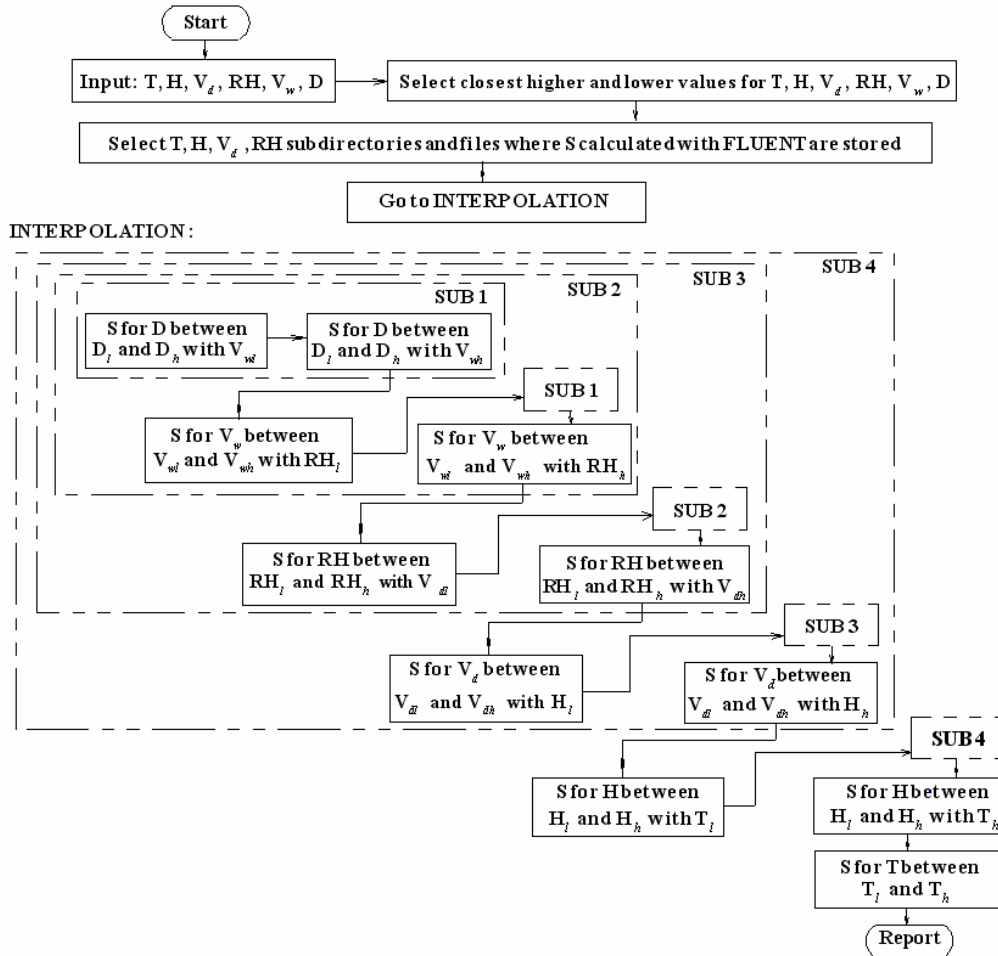 Start
Input: T, H, V_d, RH, V_w, D
Select closest higher and lower values for T, H, V_d, RH, V_w, D
Select T, H, V_d, RH subdirectories and files where S calculated with FLUENT are stored
Go to INTERPOLATION
INTERPOLATION:
SUB 4
SUB 3
SUB 2
SUB 1
S for D between
D_l and D_h with V_wl
S for D between
D_l and D_h with V_wh
SUB 1
S for V_w between
V_wl and V_wh with RH_l
S for V_w between
V_wl and V_wh with RH_h
SUB 2
S for RH between
RH_l and RH_h with V_dl
S for RH between
RH_l and RH_h with V_dh
SUB 3
S for V_d between
V_dl and V_dh with H_l
S for V_d between
V_dl and V_dh with H_h
SUB 4
S for H between
H_l and H_h with T_l
S for H between
H_l and H_h with T_h
S for T between
T_l and T_h
Report